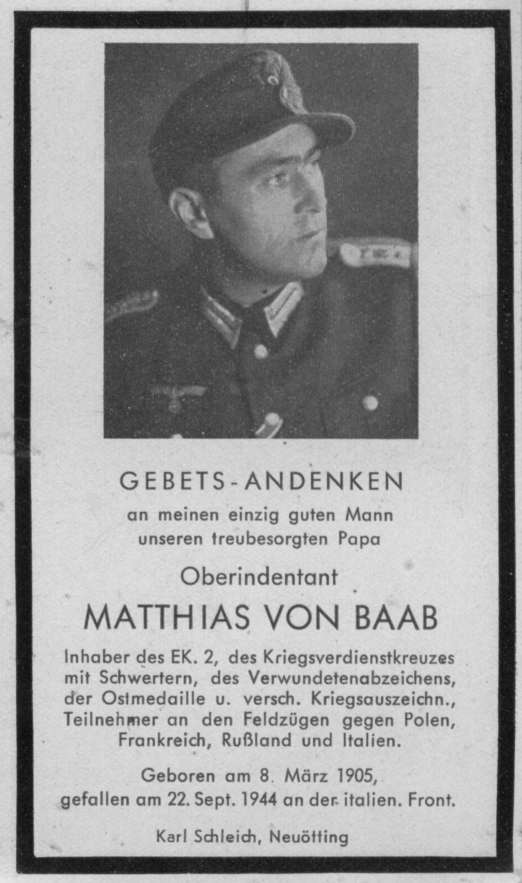 GEBETS-ANDENKEN
an meinen einzig guten Mann
unseren treubesorgten Papa
Oberindentant
MATTHIAS VON BAAB
Inhaber des EK. 2, des Kriegsverdienstkreuzes
mit Schwertern, des Verwundetenabzeichens,
der Ostmedaille u. versch. Kriegsauszeichn.,
Teilnehmer an den Feldzügen gegen Polen,
Frankreich, Rußland und Italien.
Geboren am 8. März 1905,
gefallen am 22. Sept. 1944 an der italien. Front.
Karl Schleich, Neuötting